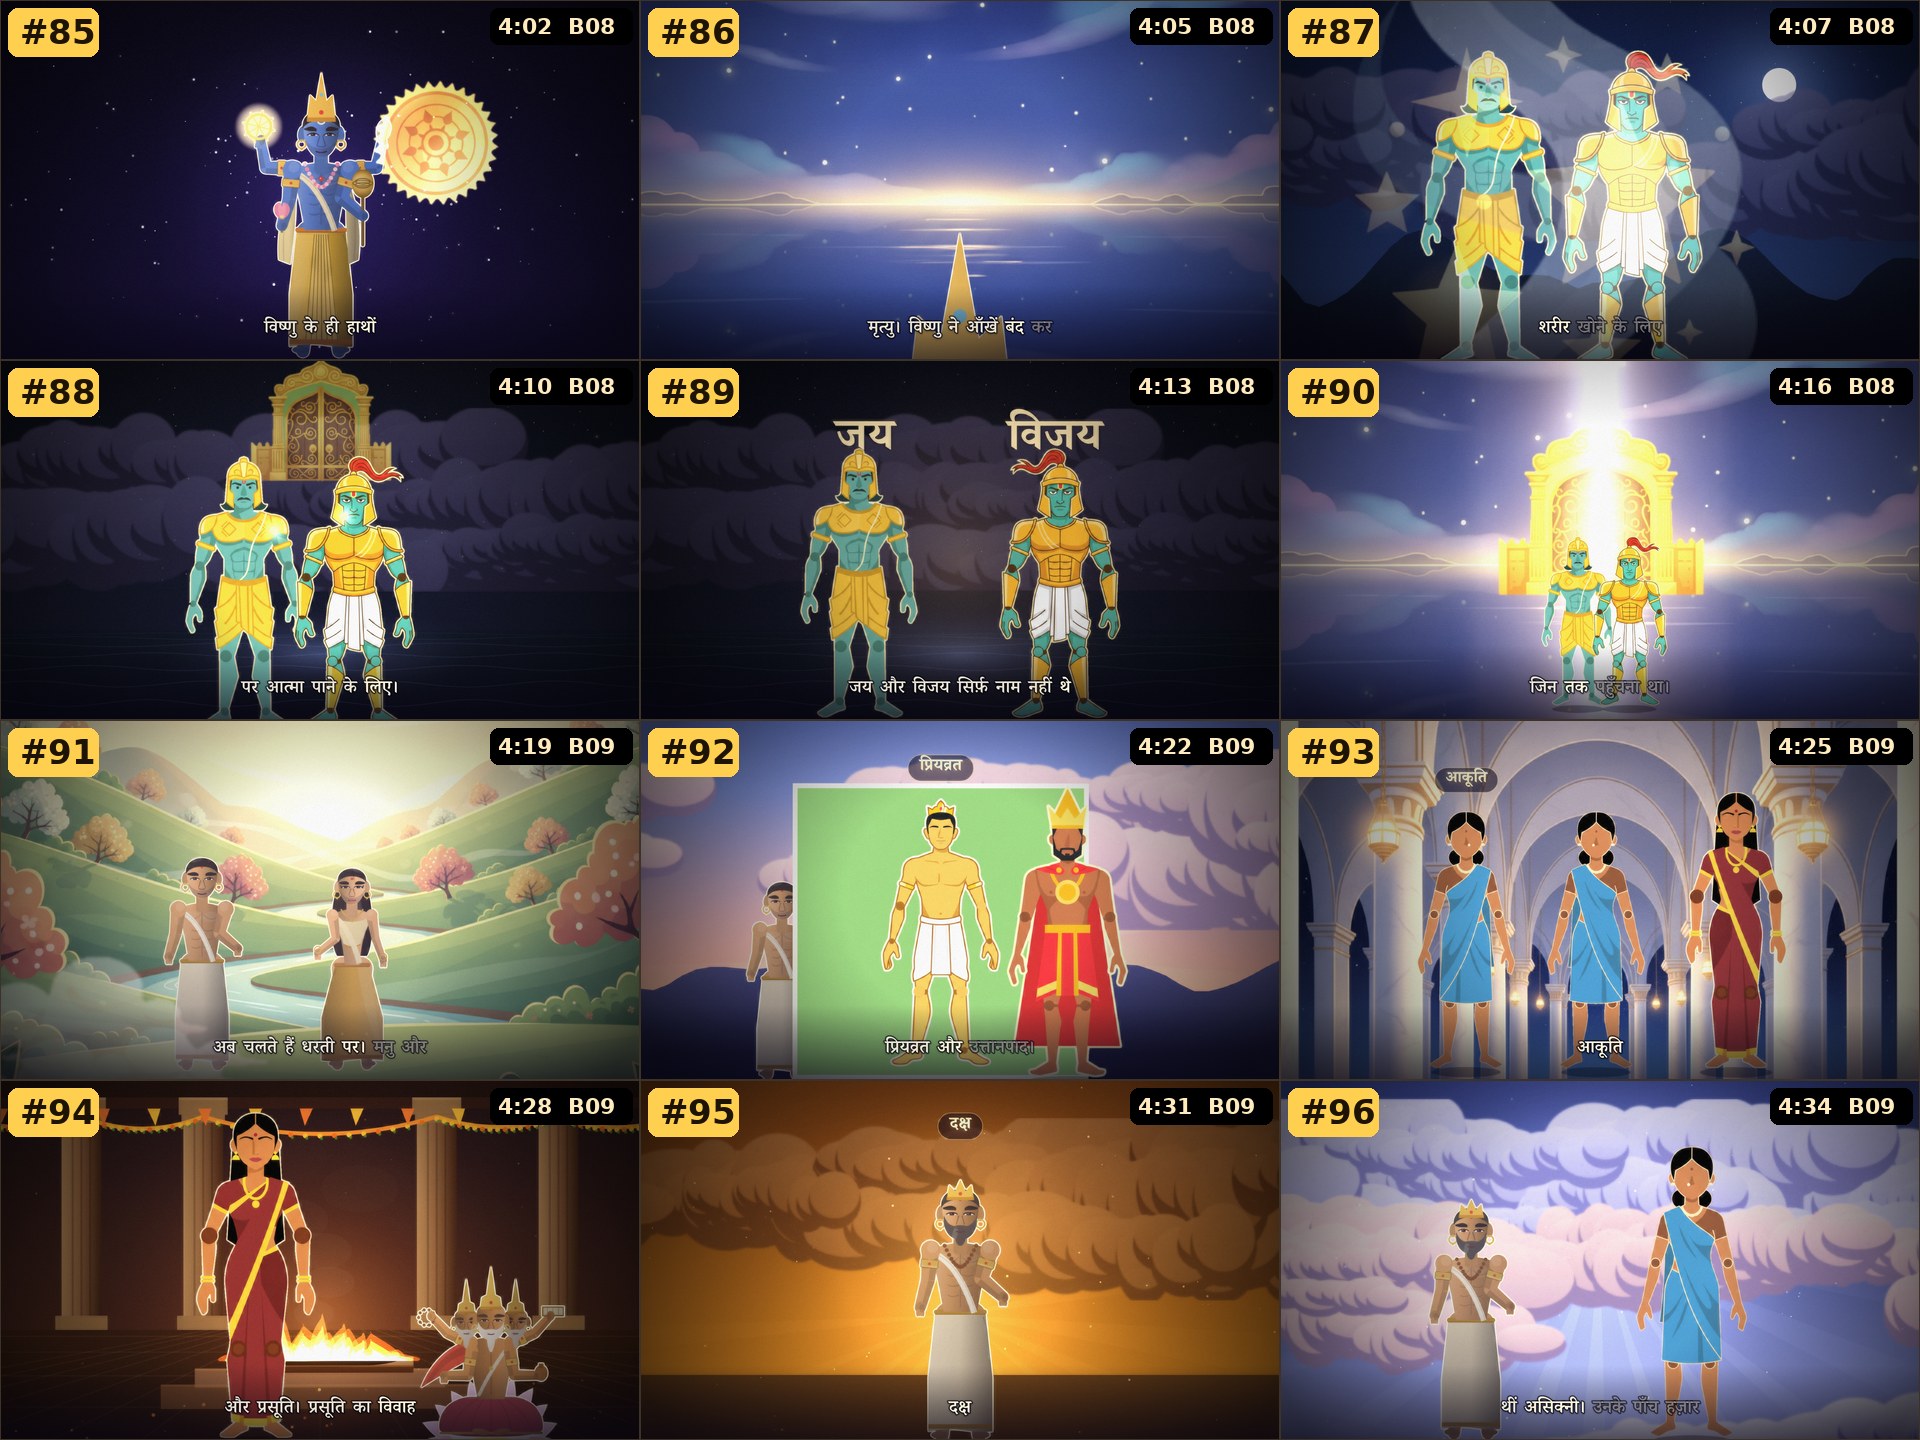 #85
4:02 B08
विष्णु के ही हाथों
#86
4:05 B08
मृत्यु। विष्णु ने आँखें बंद कर
#87
4:07 B08
शरीर खोने के लिए
#88
4:10 B08
पर आत्मा पाने के लिए।
#89
4:13 B08
जय विजय
जय और विजय सिर्फ़ नाम नहीं थे
#90
4:16 B08
जिन तक पहुँचना था।
#91
4:19 B09
अब चलते हैं धरती पर। मनु और
#92
4:22 B09
प्रियव्रत
प्रियव्रत और उत्तानपाद।
#93
4:25 B09
आकूति
आकूति
#94
4:28 B09
और प्रसूति। प्रसूति का विवाह
#95
4:31 B09
दक्ष
दक्ष
#96
4:34 B09
थीं असिक्नी। उनके पाँच हज़ार